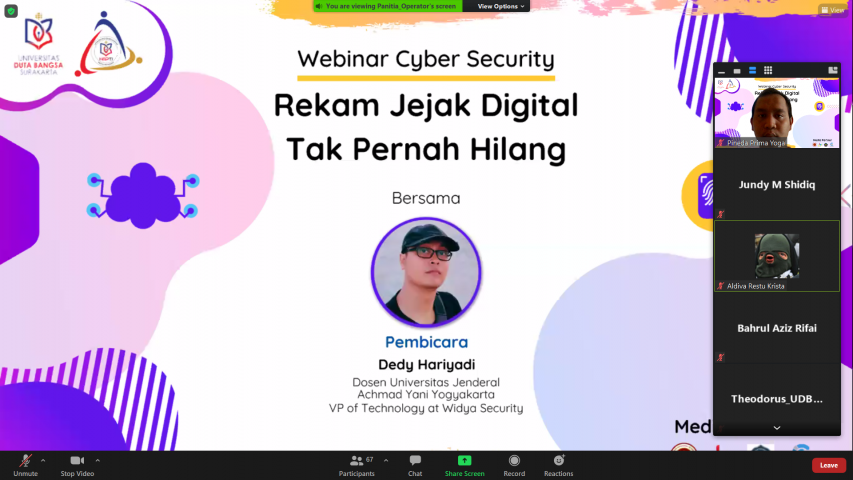 You are viewing Panitia_Operator's screen
View Options
View
UNIVERSITAS
DUTA BANGSA
SURAKARTA
Webinar Cyber Security
Rekam Jejak Digital
Tak Pernah Hilang
Bersama
Pembicara
Dedy Hariyadi
Dosen Universitas Jenderal
Achmad Yani Yogyakarta
VP of Technology at Widya Security
Med
Pineda Prima Yoga
Jundy M Shidiq
Aldiva Restu Krista
Bahrul Aziz Rifai
Theodorus_UDB...
Unmute
Stop Video
67
Participants
Chat
Share Screen
Record
Reactions
Leave